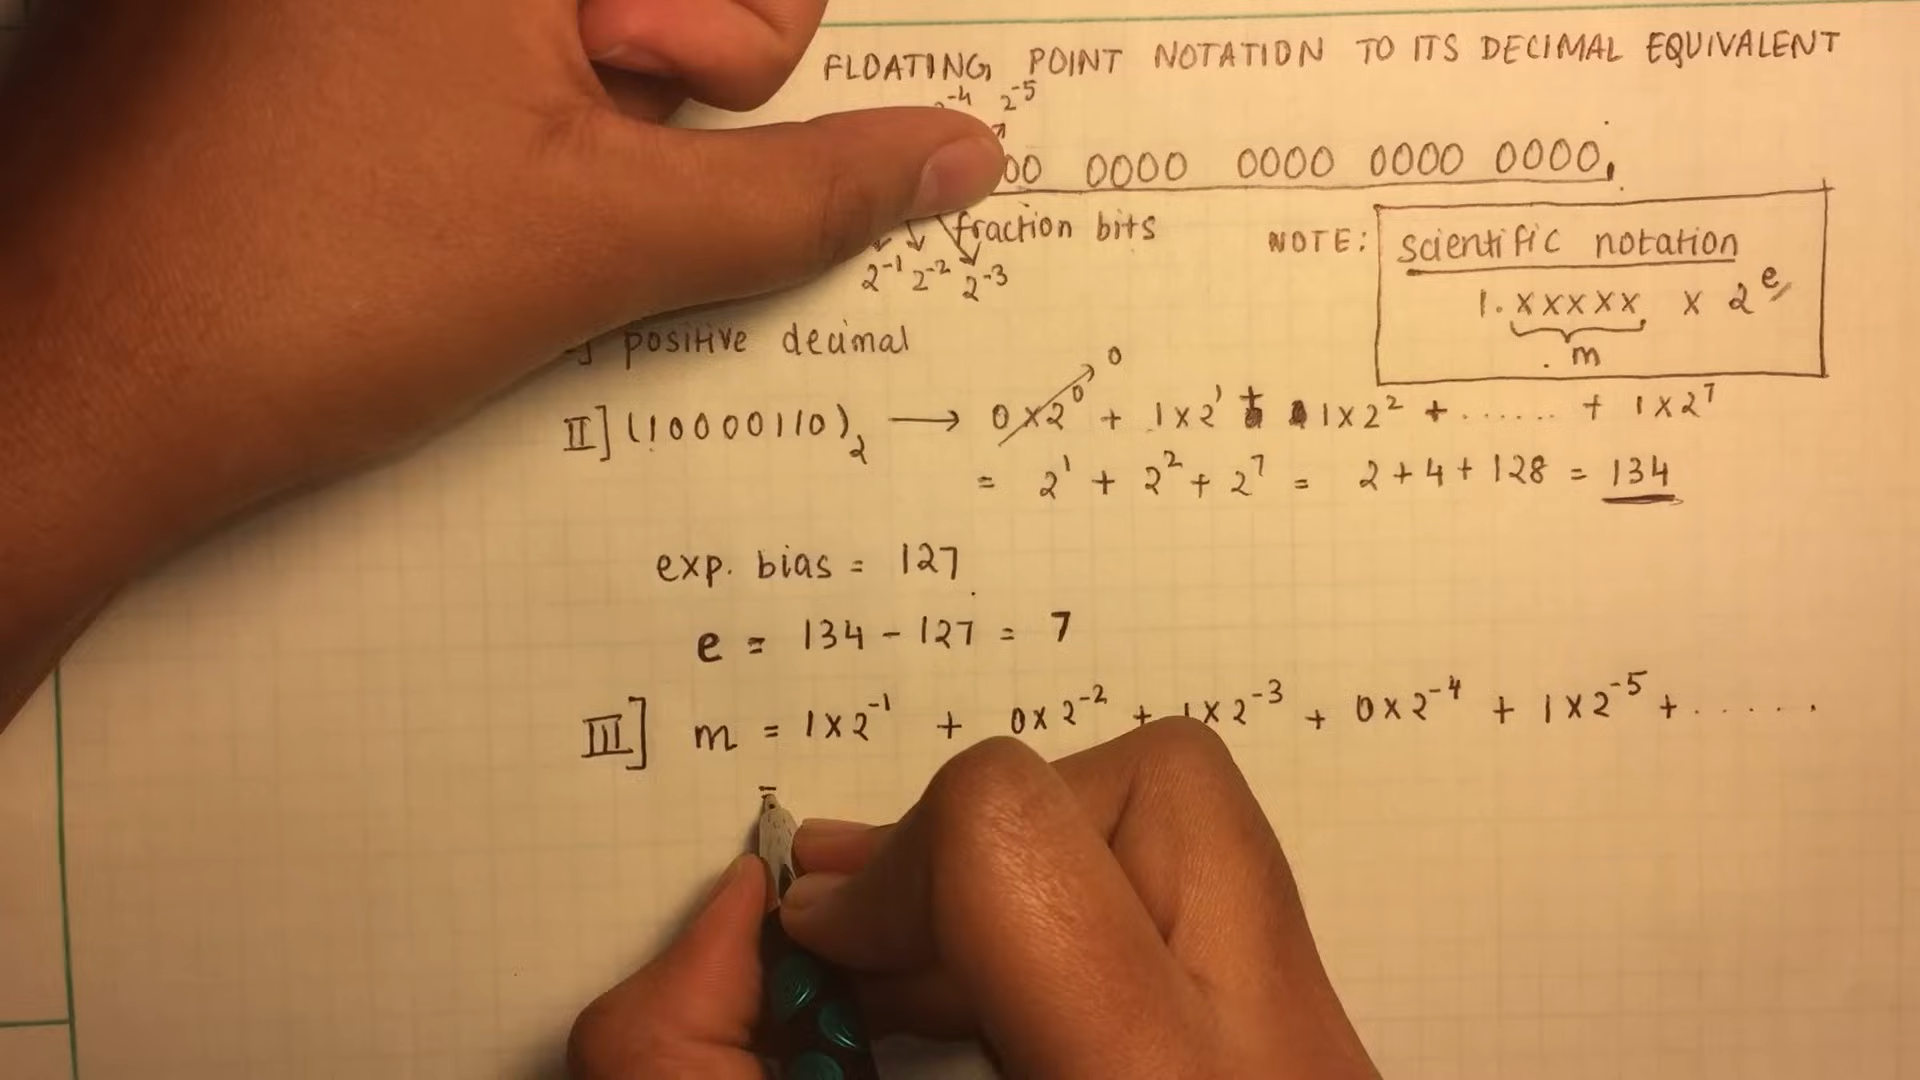 FLOATING POINT NOTATION TO ITS DECIMAL EQUIVALENT
-4 2^-5
00 0000 0000 0000 0000
fraction bits
2^-1 2^-2 2^-3
NOTE:
scientific notation
1.XXXXX X 2^e
m
positive decimal
0
II] (10000110)₂ → 0X2^0 + 1X2^1 + 1X2^2 + ...... + 1X2^7
= 2^1 + 2^2 + 2^7 = 2+4+128 = 134
exp. bias = 127
e = 134 - 127 = 7
III] m = 1X2^-1 + 0X2^-2 + 1X2^-3 + 0X2^-4 + 1X2^-5 + ......
=